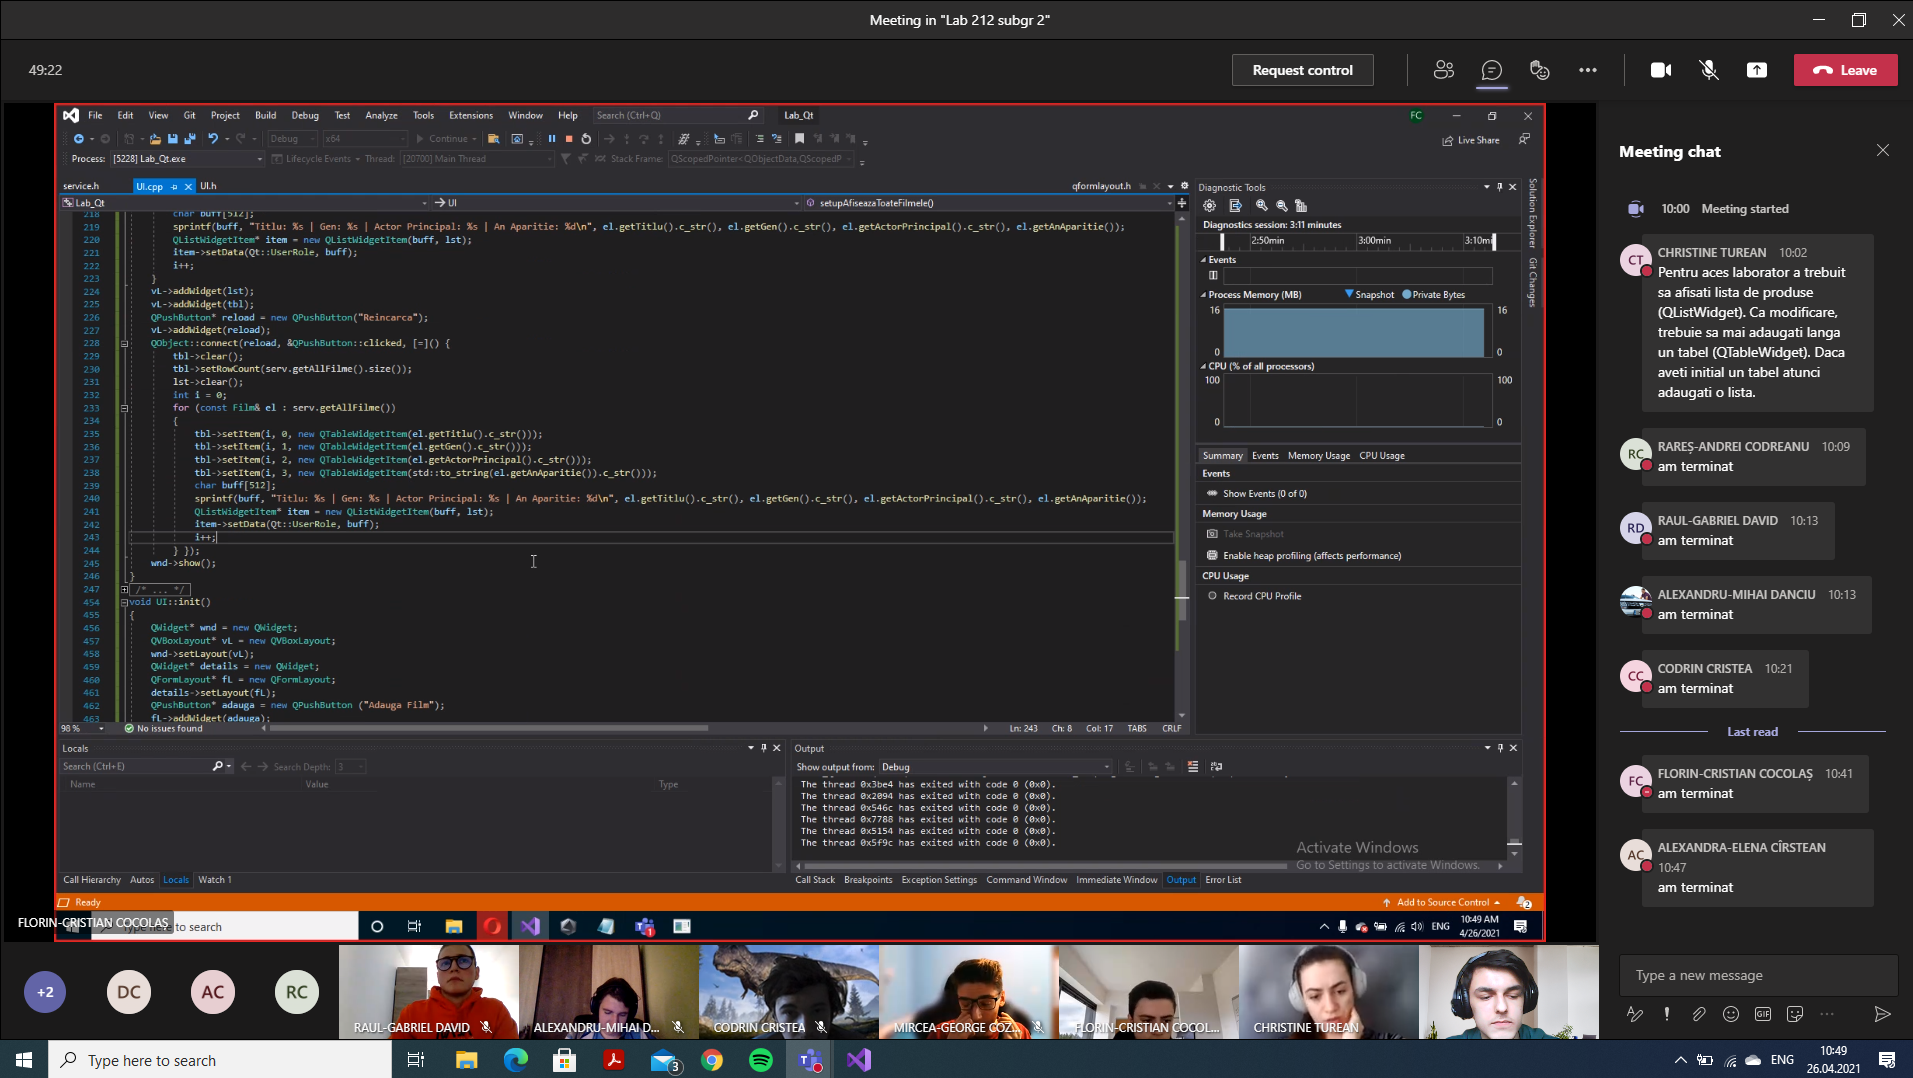 Meeting in "Lab 212 subgr 2"
49:22
Request control
Leave
File Edit View Git Project Build Debug Test Analyze Tools Extensions Window Help Search (Ctrl+Q) Lab_Qt FC
Debug x64 Continue
Live Share
Process: [5228] Lab_Qt.exe Lifecycle Events Thread: [20700] Main Thread Stack Frame: QScopedPointer<QObjectData,QScopedP
service.h UI.cpp UI.h qformlayout.h
Lab_Qt UI setupAfiseazaToateFilmele()
218 char buff[512];
219 sprintf(buff, "Titlu: %s | Gen: %s | Actor Principal: %s | An Aparitie: %d\n", el.getTitlu().c_str(), el.getGen().c_str(), el.getActorPrincipal().c_str(), el.getAnAparitie());
220 QListWidgetItem* item = new QListWidgetItem(buff, lst);
221 item->setData(Qt::UserRole, buff);
222 i++;
223 }
224 vL->addWidget(lst);
225 vL->addWidget(tbl);
226 QPushButton* reload = new QPushButton("Reincarca");
227 vL->addWidget(reload);
228 QObject::connect(reload, &QPushButton::clicked, [=]() {
229 tbl->clear();
230 tbl->setRowCount(serv.getAllFilme().size());
231 lst->clear();
232 int i = 0;
233 for (const Film& el : serv.getAllFilme())
234 {
235 tbl->setItem(i, 0, new QTableWidgetItem(el.getTitlu().c_str()));
236 tbl->setItem(i, 1, new QTableWidgetItem(el.getGen().c_str()));
237 tbl->setItem(i, 2, new QTableWidgetItem(el.getActorPrincipal().c_str()));
238 tbl->setItem(i, 3, new QTableWidgetItem(std::to_string(el.getAnAparitie()).c_str()));
239 char buff[512];
240 sprintf(buff, "Titlu: %s | Gen: %s | Actor Principal: %s | An Aparitie: %d\n", el.getTitlu().c_str(), el.getGen().c_str(), el.getActorPrincipal().c_str(), el.getAnAparitie());
241 QListWidgetItem* item = new QListWidgetItem(buff, lst);
242 item->setData(Qt::UserRole, buff);
243 i++;
244 } });
245 wnd->show();
246 }
247 /* ... */
454 void UI::init()
455 {
456 QWidget* wnd = new QWidget;
457 QVBoxLayout* vL = new QVBoxLayout;
458 wnd->setLayout(vL);
459 QWidget* details = new QWidget;
460 QFormLayout* fL = new QFormLayout;
461 details->setLayout(fL);
462 QPushButton* adauga = new QPushButton ("Adauga Film");
463 fL->addWidget(adauga);
98 % No issues found Ln: 243 Ch: 8 Col: 17 TABS CRLF
Diagnostic Tools
Diagnostics session: 3:11 minutes
2:50min 3:00min 3:10mi
Events
Process Memory (MB) Snapshot Private Bytes
16 16
0 0
CPU (% of all processors)
100 100
0 0
Summary Events Memory Usage CPU Usage
Events
Show Events (0 of 0)
Memory Usage
Take Snapshot
Enable heap profiling (affects performance)
CPU Usage
Record CPU Profile
Solution Explorer
Git Changes
Locals
Search (Ctrl+E) Search Depth: 3
Name Value Type
Call Hierarchy Autos Locals Watch 1
Output
Show output from: Debug
The thread 0x3be4 has exited with code 0 (0x0).
The thread 0x2094 has exited with code 0 (0x0).
The thread 0x546c has exited with code 0 (0x0).
The thread 0x7788 has exited with code 0 (0x0).
The thread 0x5154 has exited with code 0 (0x0).
The thread 0x5f9c has exited with code 0 (0x0).
Activate Windows
Go to Settings to activate Windows.
Call Stack Breakpoints Exception Settings Command Window Immediate Window Output Error List
Ready
Add to Source Control 2
FLORIN-CRISTIAN COCOLAȘ
Type here to search
1
ENG 10:49 AM
4/26/2021
Meeting chat
10:00 Meeting started
CT CHRISTINE TUREAN 10:02
Pentru aces laborator a trebuit
sa afisati lista de produse
(QListWidget). Ca modificare,
trebuie sa mai adaugati langa
un tabel (QTableWidget). Daca
aveti initial un tabel atunci
adaugati o lista.
RC RAREȘ-ANDREI CODREANU 10:09
am terminat
RD RAUL-GABRIEL DAVID 10:13
am terminat
ALEXANDRU-MIHAI DANCIU 10:13
am terminat
CC CODRIN CRISTEA 10:21
am terminat
Last read
FC FLORIN-CRISTIAN COCOLAȘ 10:41
am terminat
AC ALEXANDRA-ELENA CÎRSTEAN
10:47
am terminat
Type a new message
GIF
+2 DC AC RC
RAUL-GABRIEL DAVID
ALEXANDRU-MIHAI D...
CODRIN CRISTEA
MIRCEA-GEORGE COZ...
FLORIN-CRISTIAN COCOL...
CHRISTINE TUREAN
Type here to search
3
ENG
10:49
26.04.2021